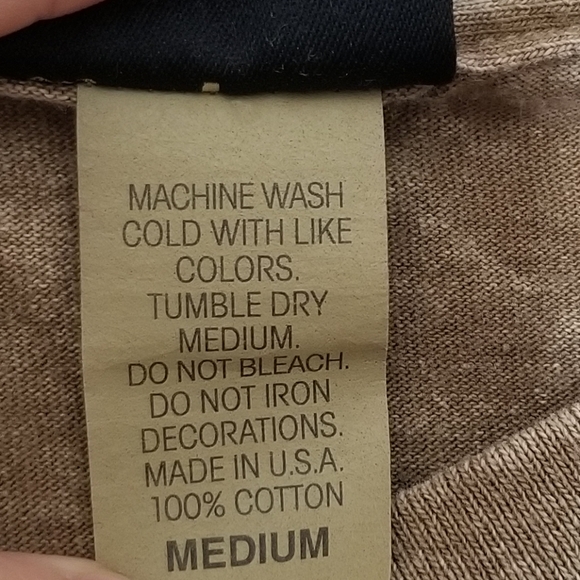 MACHINE WASH
COLD WITH LIKE
COLORS.
TUMBLE DRY
MEDIUM.
DO NOT BLEACH.
DO NOT IRON
DECORATIONS.
MADE IN U.S.A.
100% COTTON
MEDIUM